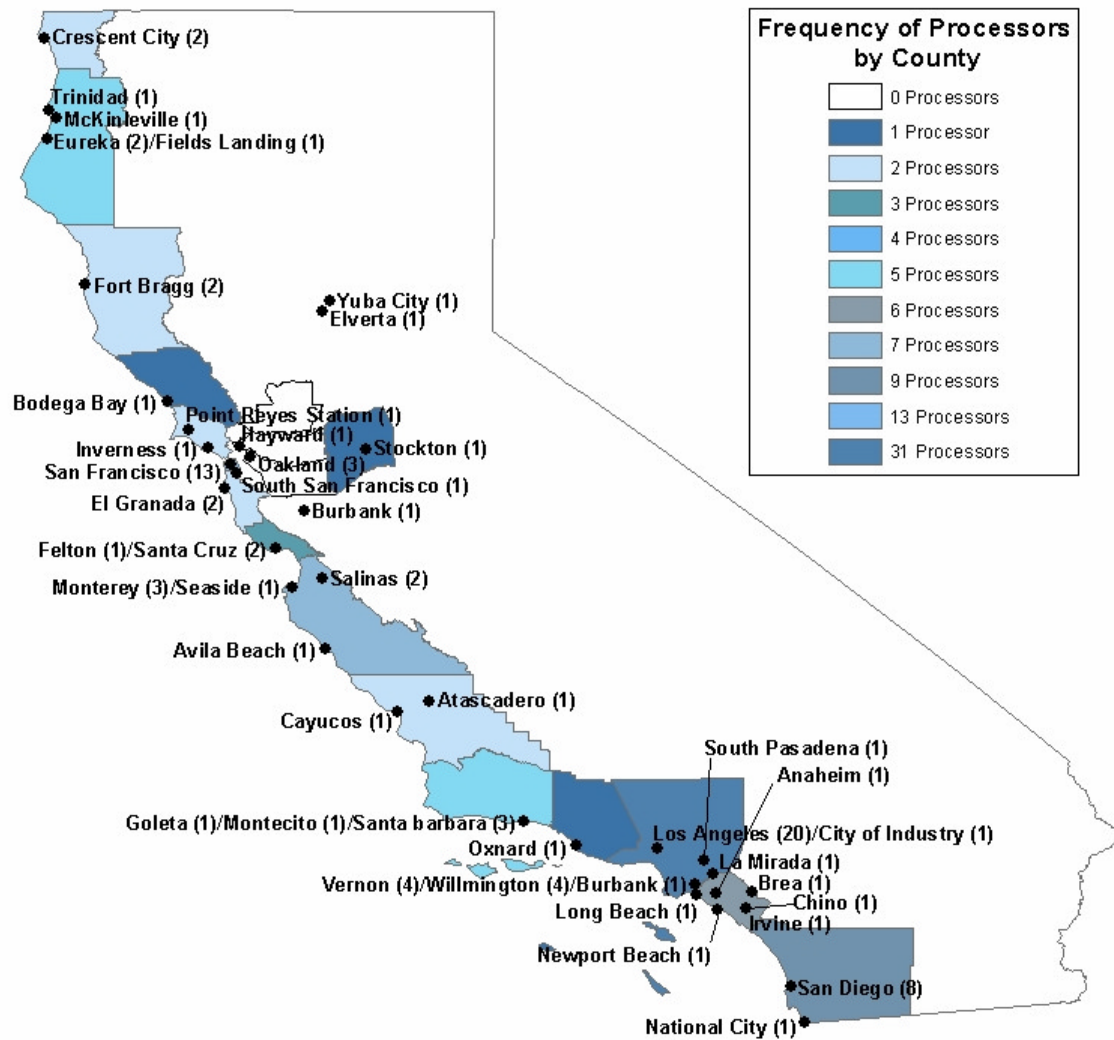 Frequency of Processors
by County
0 Processors
1 Processor
2 Processors
3 Processors
4 Processors
5 Processors
6 Processors
7 Processors
9 Processors
13 Processors
31 Processors
Crescent City (2)
Trinidad (1)
McKinleville (1)
Eureka (2)/Fields Landing (1)
Fort Bragg (2)
Yuba City (1)
Elverta (1)
Bodega Bay (1)
Point Reyes Station (1)
Hayward (1)
Inverness (1)
Stockton (1)
Oakland (3)
San Francisco (13)
South San Francisco (1)
El Granada (2)
Burbank (1)
Felton (1)/Santa Cruz (2)
Salinas (2)
Monterey (3)/Seaside (1)
Avila Beach (1)
Atascadero (1)
Cayucos (1)
South Pasadena (1)
Anaheim (1)
Goleta (1)/Montecito (1)/Santa barbara (3)
Los Angeles (20)/City of Industry (1)
Oxnard (1)
La Mirada (1)
Vernon (4)/Willmington (4)/Burbank (1)
Brea (1)
Long Beach (1)
Chino (1)
Irvine (1)
Newport Beach (1)
San Diego (8)
National City (1)